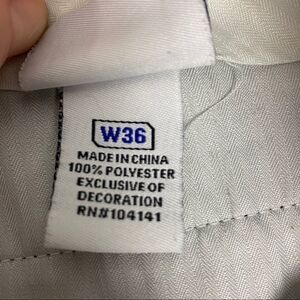 W36
MADE IN CHINA
100% POLYESTER
EXCLUSIVE OF
DECORATION
RN#104141